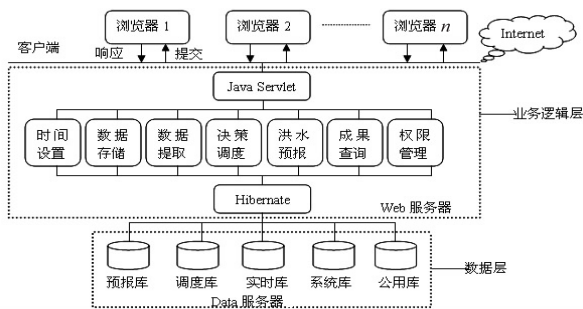 浏览器 1
浏览器 2
浏览器 n
Internet
客户端
响应
提交
Java Servlet
业务逻辑层
时间
设置
数据
存储
数据
提取
决策
调度
洪水
预报
成果
查询
权限
管理
Hibernate
Web 服务器
预报库
调度库
实时库
系统库
公用库
数据层
Data 服务器